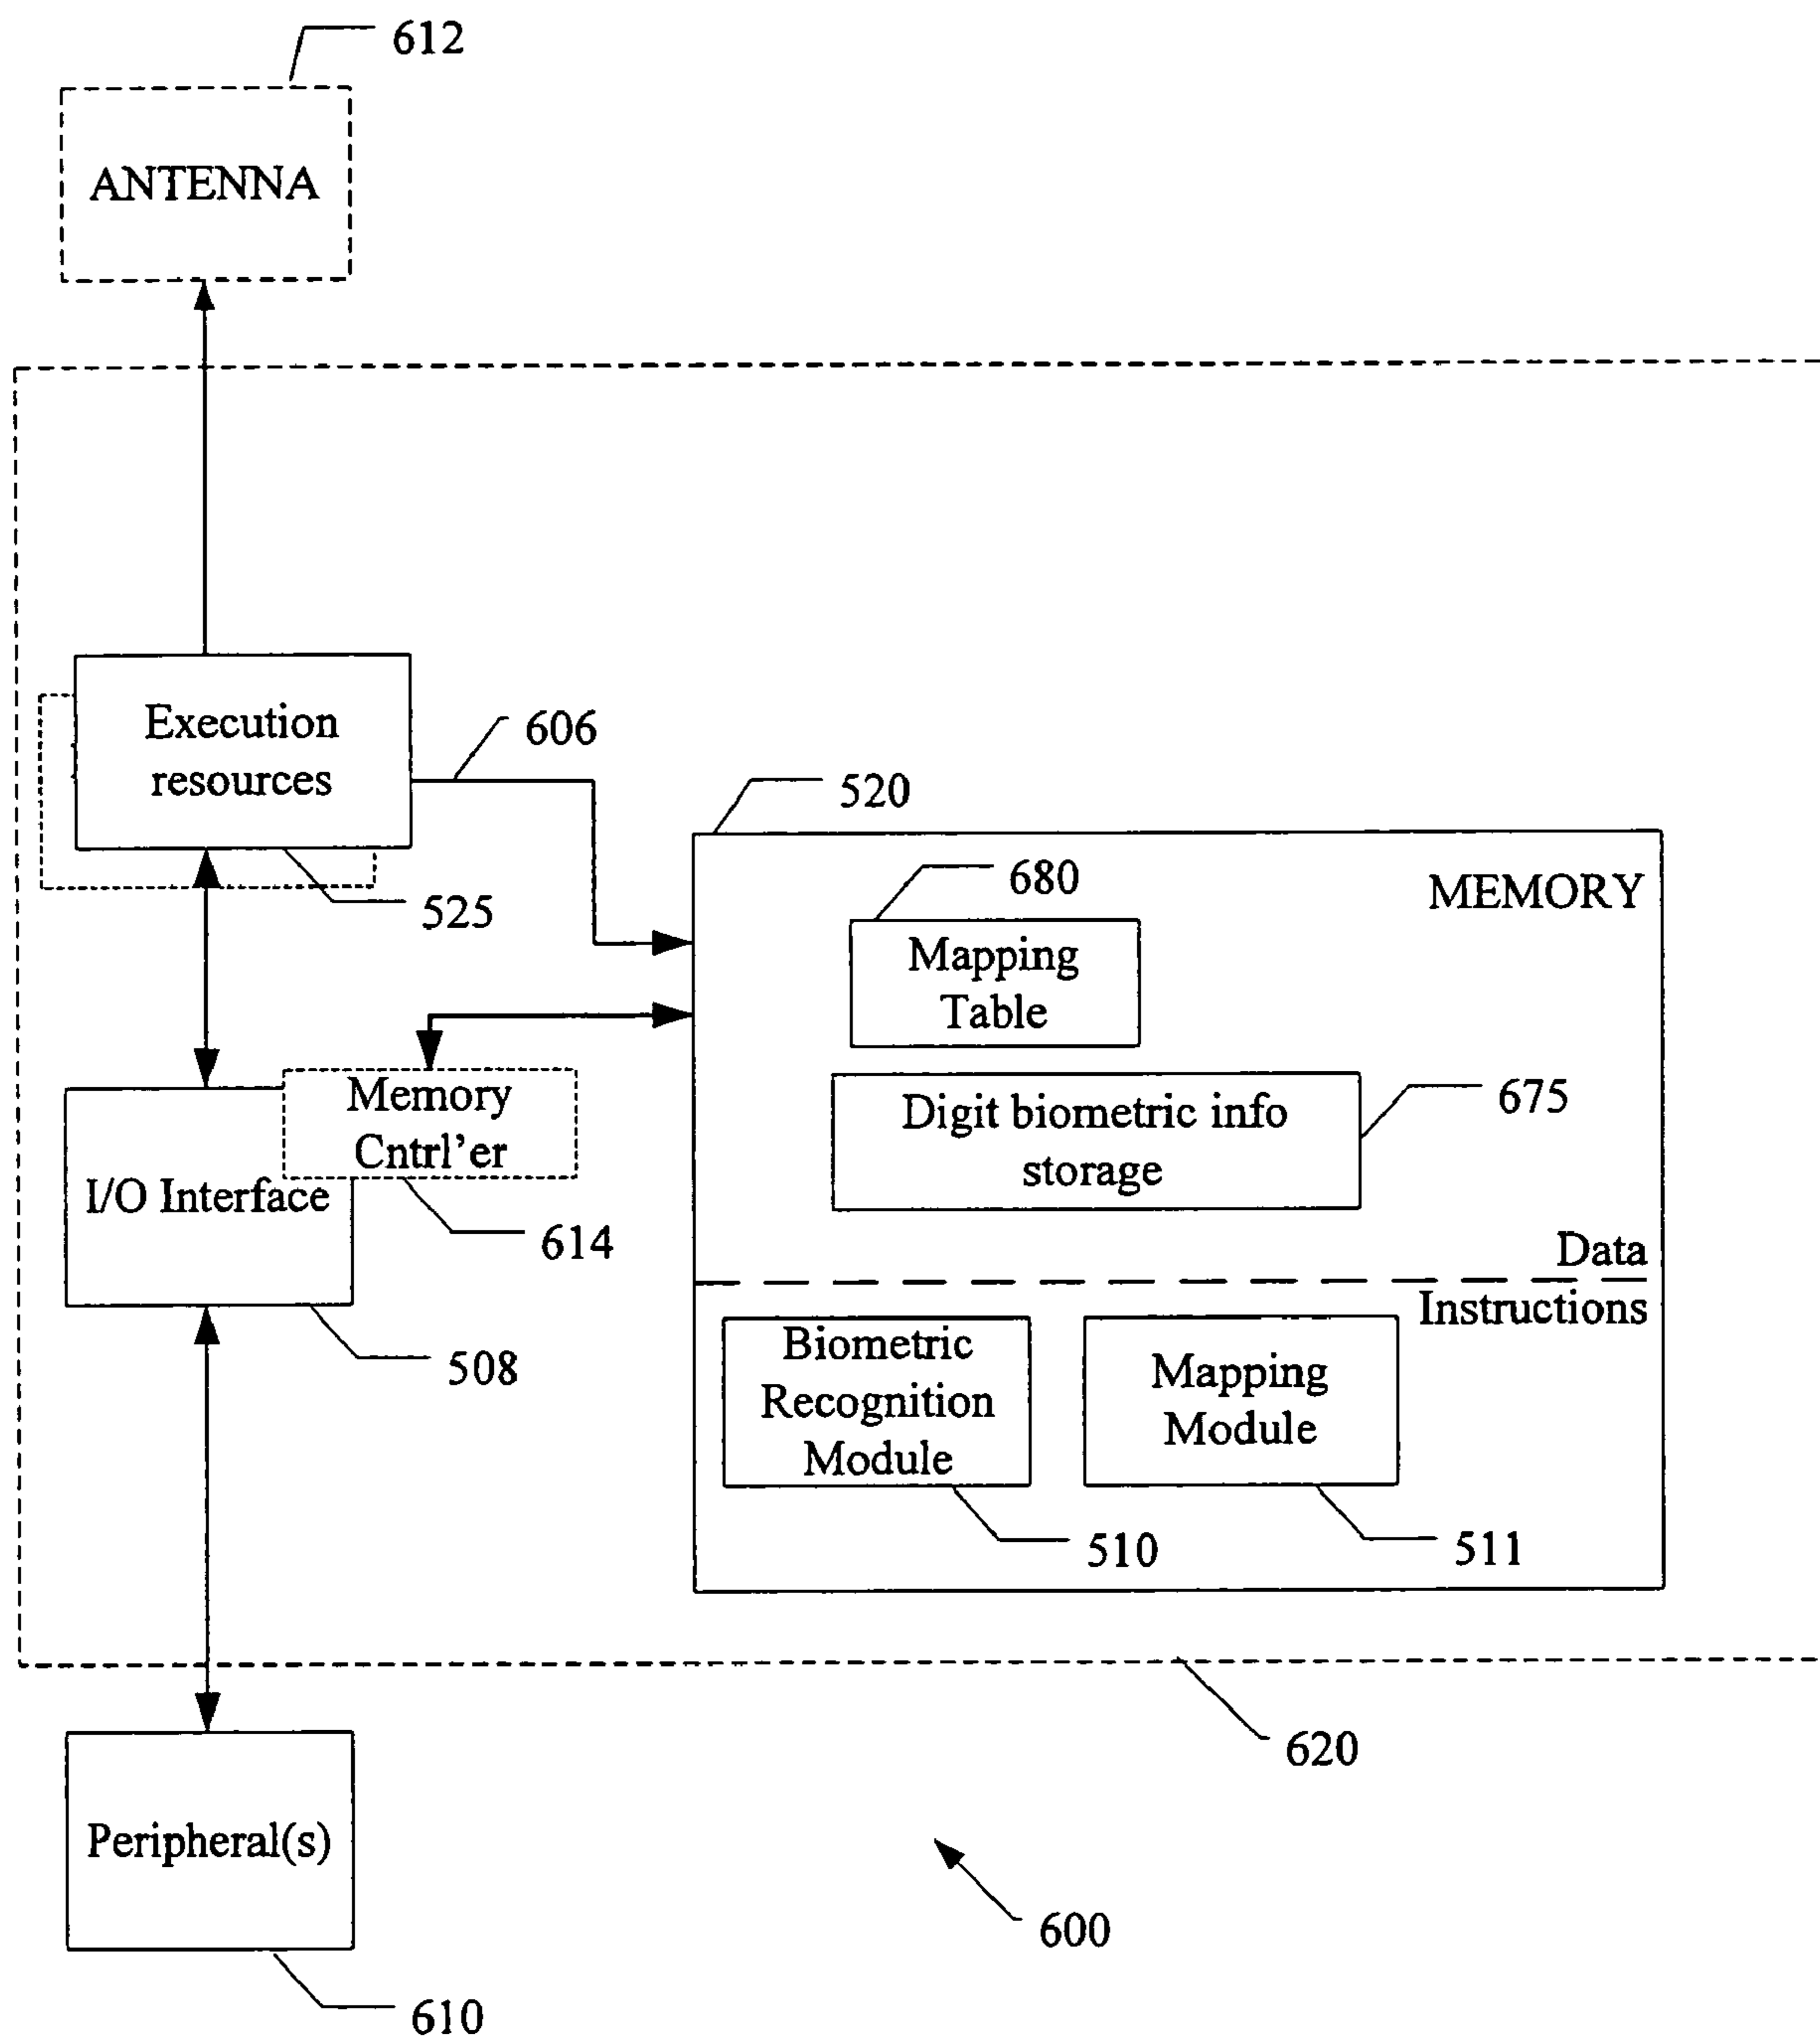 612
ANTENNA
Execution
resources
606
525
520
MEMORY
680
Mapping
Table
Digit biometric info
storage
675
Memory
Cntrl'er
I/O Interface
614
508
Data
Instructions
Biometric
Recognition
Module
Mapping
Module
510
511
620
Peripheral(s)
600
610